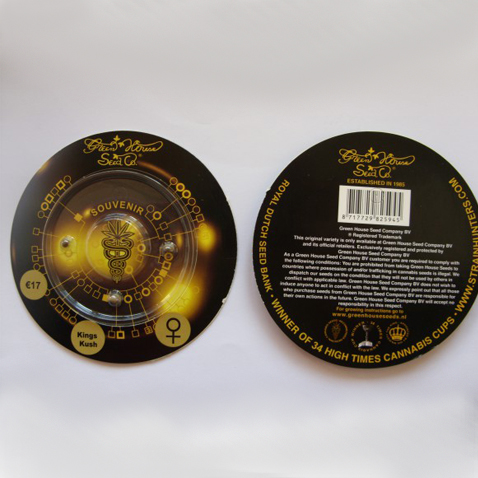 Green House
Seed Co.
SOUVENIR
€17
Kings
Kush
Green House
Seed Co.
ESTABLISHED IN 1985
8 717729 825945
Green House Seed Company BV
® Registered Trademark
This original variety is only available at Green House Seed Company BV
and its official retailers. Exclusively registered and protected by
Green House Seed Company BV
As a Green House Seed Company BV customer you are required to comply with
the following conditions: You are prohibited from taking Green House Seeds to
countries where possession of and/or trafficking in cannabis seeds is illegal. We
dispatch our seeds on the condition that they will not be used by others in
conflict with applicable law. Green House Seed Company BV does not wish to
induce anyone to act in conflict with the law. We expressly point out that all those
who purchase seeds from Green House Seed Company BV are responsible for
their own actions in the future. Green House Seed Company BV will accept no
responsibility in this respect.
For growing instructions go to
www.greenhouseseeds.nl
ROYAL DUTCH SEED BANK • WINNER OF 34 HIGH TIMES CANNABIS CUPS • WWW.STRAINHUNTERS.COM